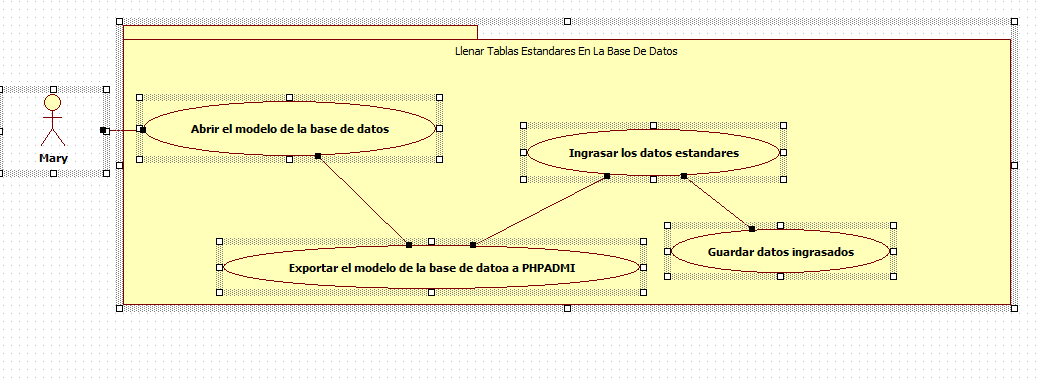 Llenar Tablas Estandares En La Base De Datos
Mary
Abrir el modelo de la base de datos
Ingrasar los datos estandares
Exportar el modelo de la base de datoa a PHPADMI
Guardar datos ingrasados